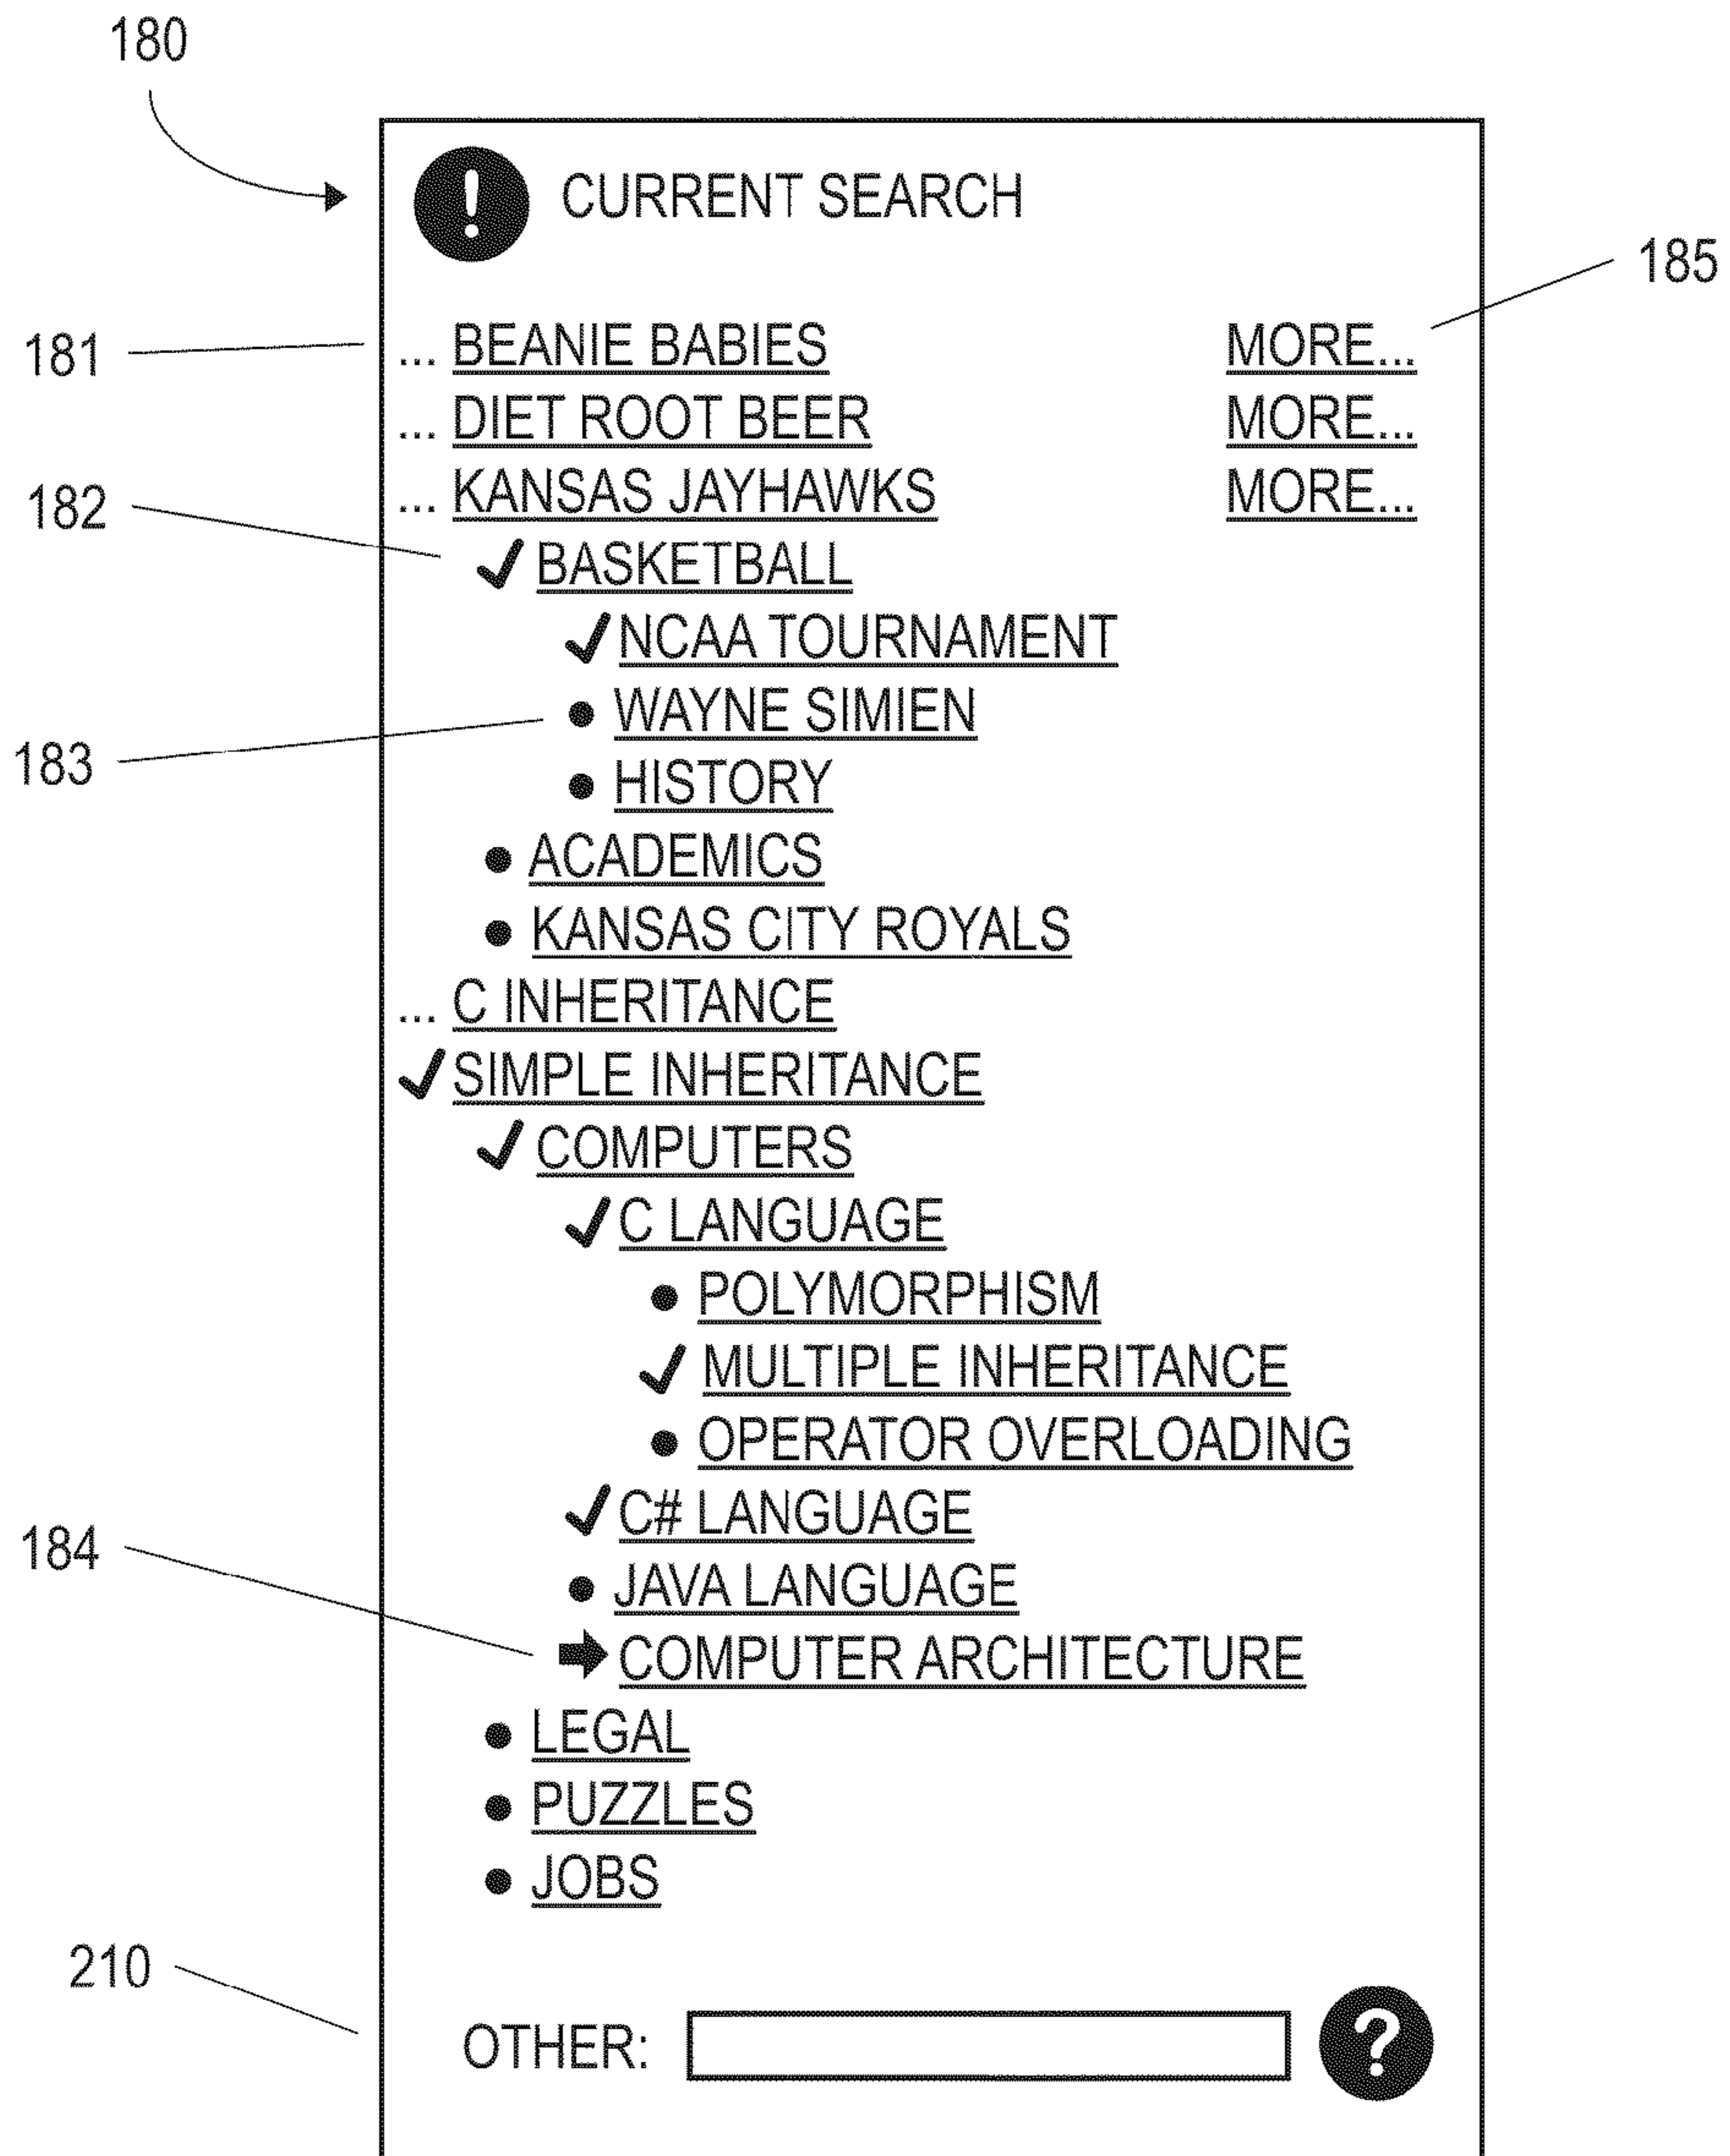 180
! CURRENT SEARCH
185
181 ... BEANIE BABIES MORE...
... DIET ROOT BEER MORE...
... KANSAS JAYHAWKS MORE...
182 ✓ BASKETBALL
✓ NCAA TOURNAMENT
183 • WAYNE SIMIEN
• HISTORY
• ACADEMICS
• KANSAS CITY ROYALS
... C INHERITANCE
✓ SIMPLE INHERITANCE
✓ COMPUTERS
✓ C LANGUAGE
• POLYMORPHISM
✓ MULTIPLE INHERITANCE
• OPERATOR OVERLOADING
✓ C# LANGUAGE
184 • JAVA LANGUAGE
➡ COMPUTER ARCHITECTURE
• LEGAL
• PUZZLES
• JOBS
210
OTHER: ?